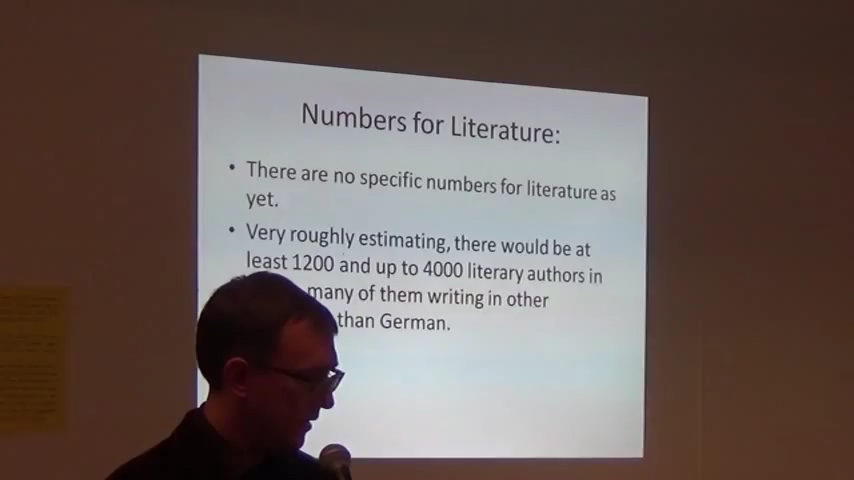 Numbers for Literature:
• There are no specific numbers for literature as
yet.
• Very roughly estimating, there would be at
least 1200 and up to 4000 literary authors in
many of them writing in other
than German.